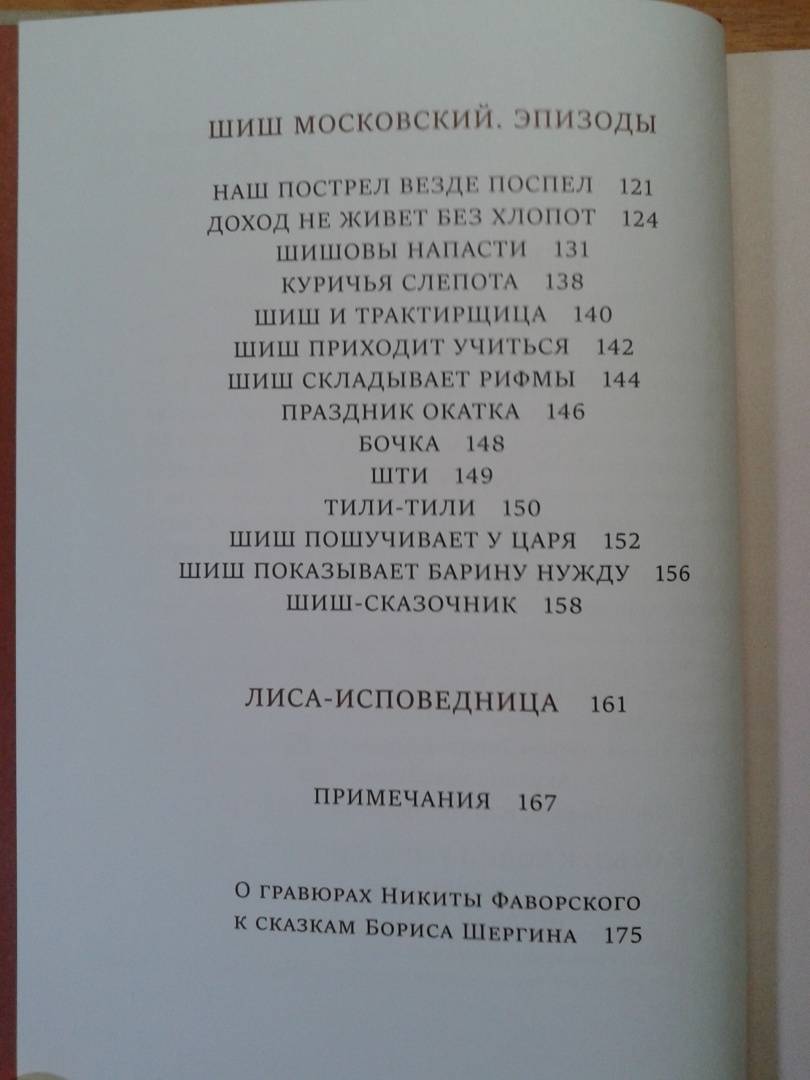 ШИШ МОСКОВСКИЙ. ЭПИЗОДЫ
НАШ ПОСТРЕЛ ВЕЗДЕ ПОСПЕЛ 121
ДОХОД НЕ ЖИВЕТ БЕЗ ХЛОПОТ 124
ШИШОВЫ НАПАСТИ 131
КУРИЧЬЯ СЛЕПОТА 138
ШИШ И ТРАКТИРЩИЦА 140
ШИШ ПРИХОДИТ УЧИТЬСЯ 142
ШИШ СКЛАДЫВАЕТ РИФМЫ 144
ПРАЗДНИК ОКАТКА 146
БОЧКА 148
ШТИ 149
ТИЛИ-ТИЛИ 150
ШИШ ПОШУЧИВАЕТ У ЦАРЯ 152
ШИШ ПОКАЗЫВАЕТ БАРИНУ НУЖДУ 156
ШИШ-СКАЗОЧНИК 158
ЛИСА-ИСПОВЕДНИЦА 161
ПРИМЕЧАНИЯ 167
О ГРАВЮРАХ НИКИТЫ ФАВОРСКОГО
К СКАЗКАМ БОРИСА ШЕРГИНА 175